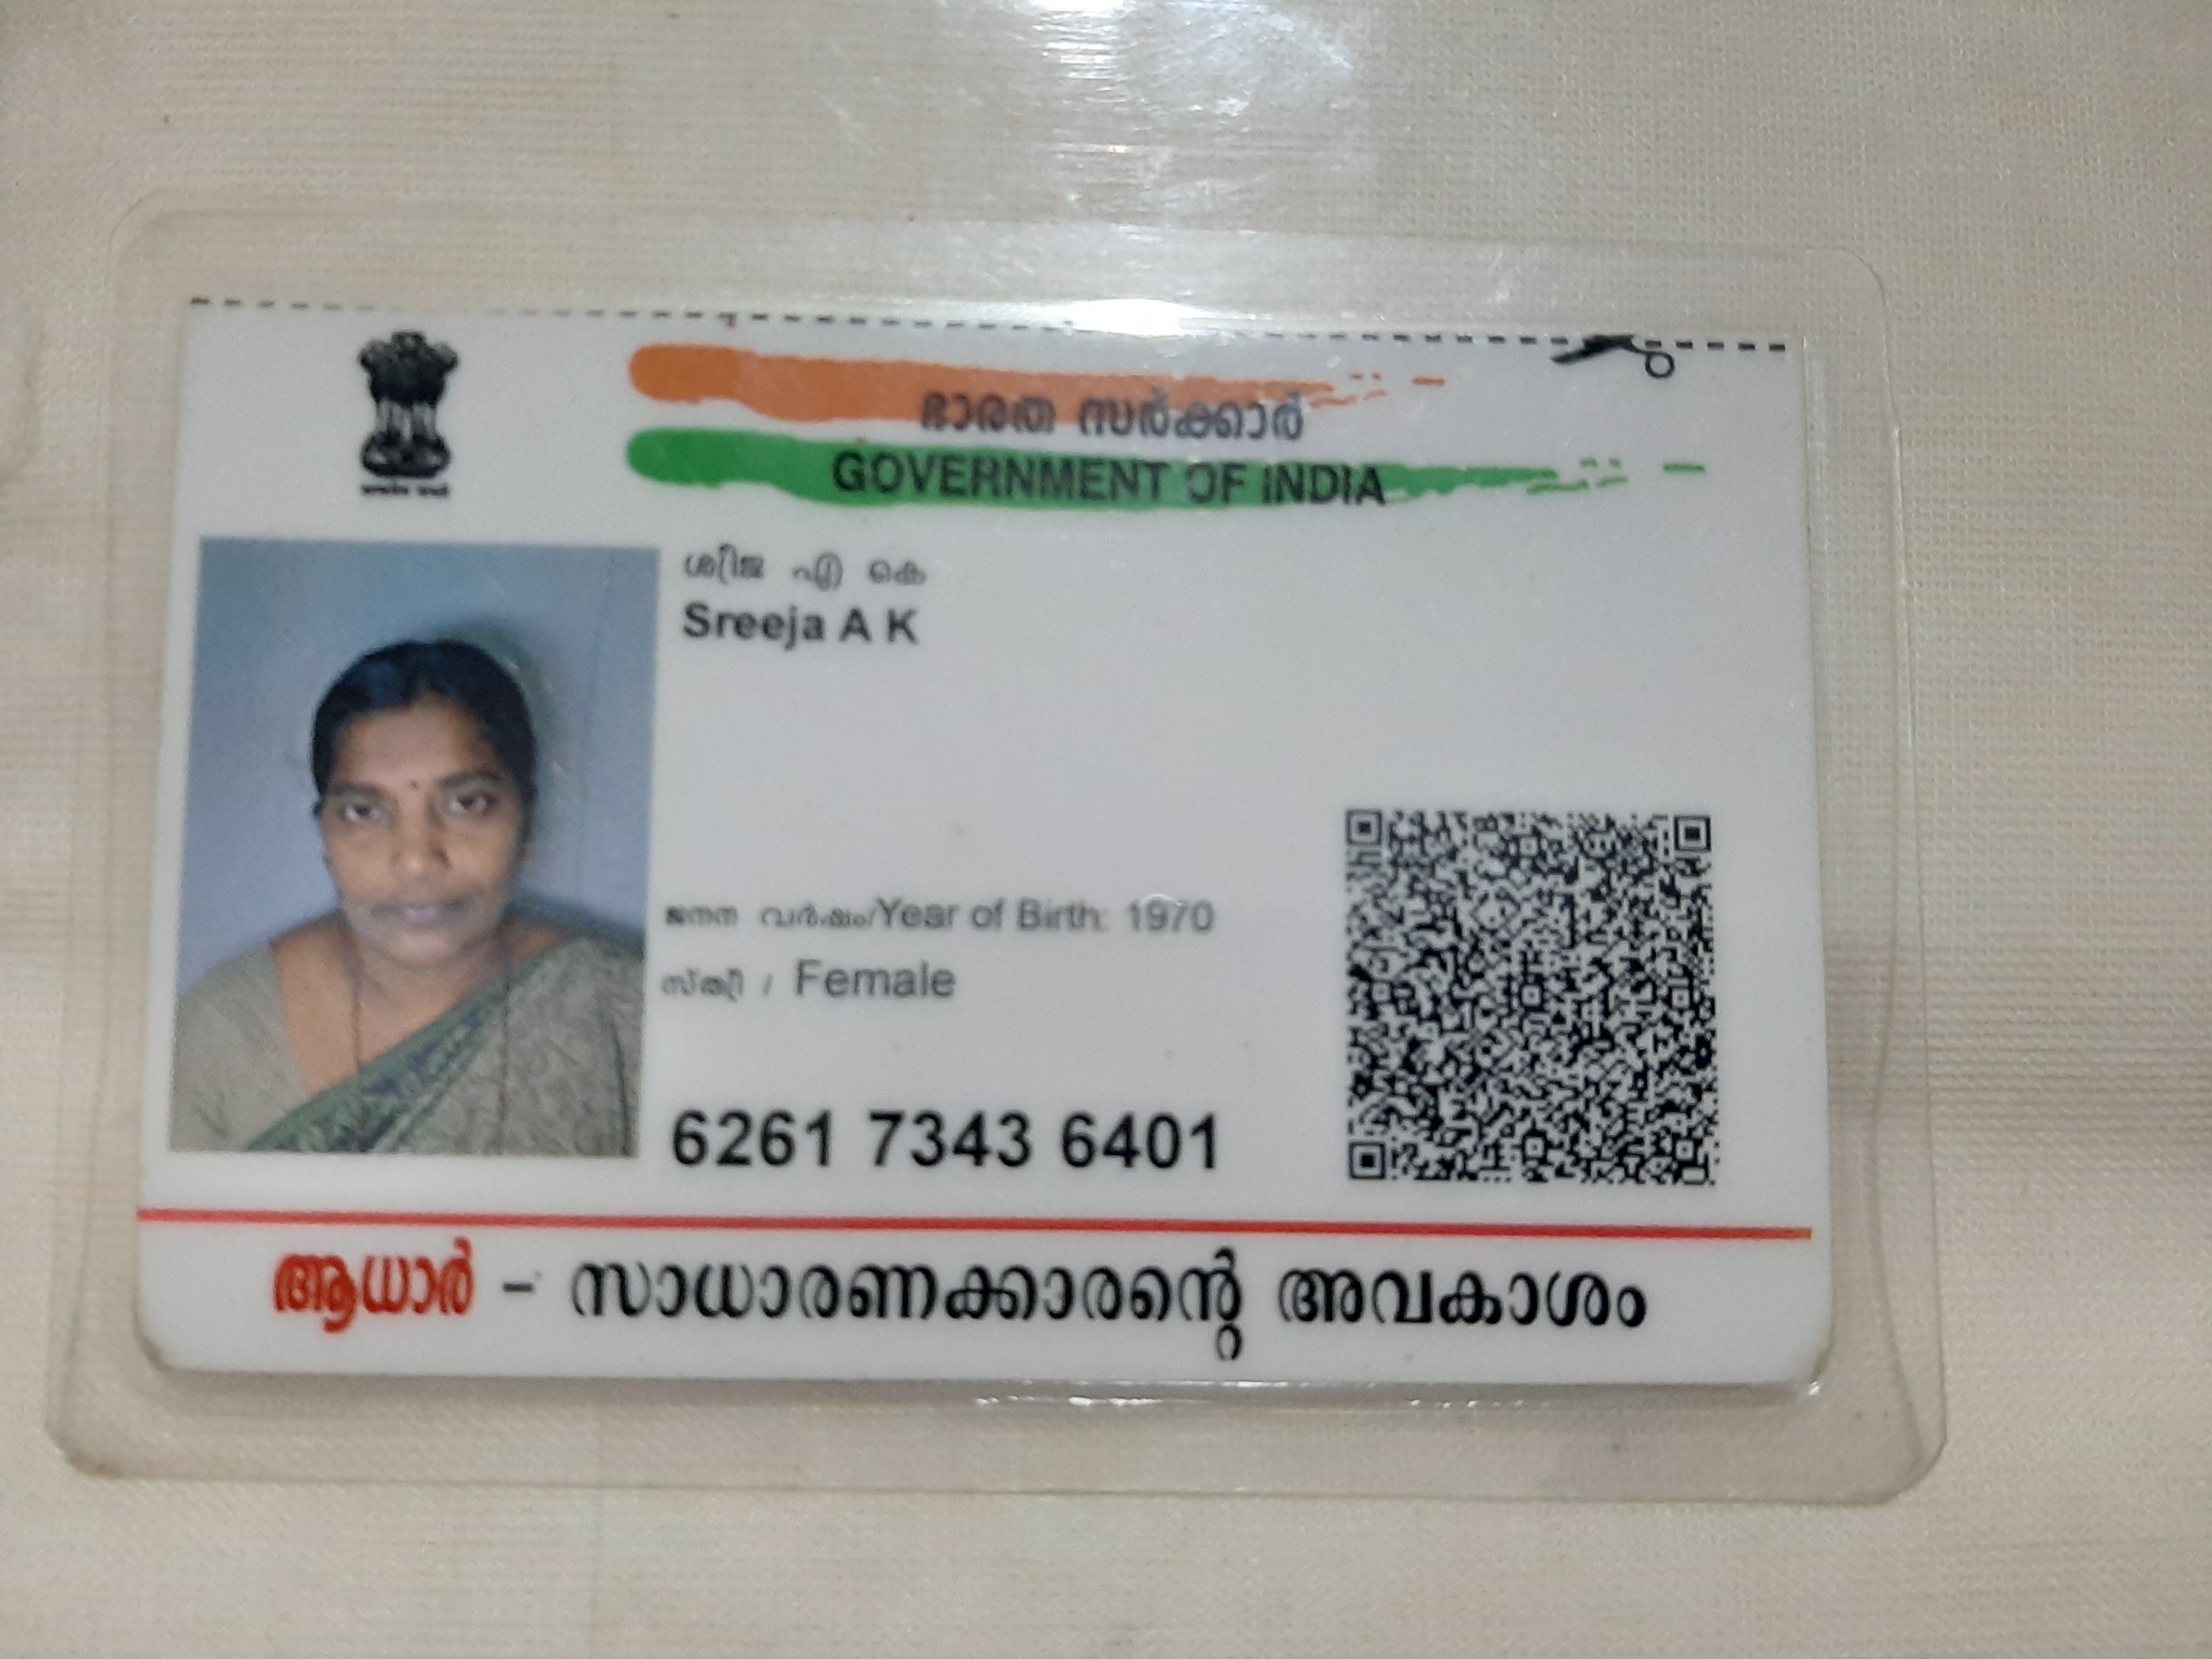 ഭാരത സർക്കാർ
GOVERNMENT OF INDIA
ശ്രീജ എ കെ
Sreeja A K
ജനന വർഷം/Year of Birth: 1970
സ്ത്രീ / Female
6261 7343 6401
ആധാർ - സാധാരണക്കാരന്റെ അവകാശം